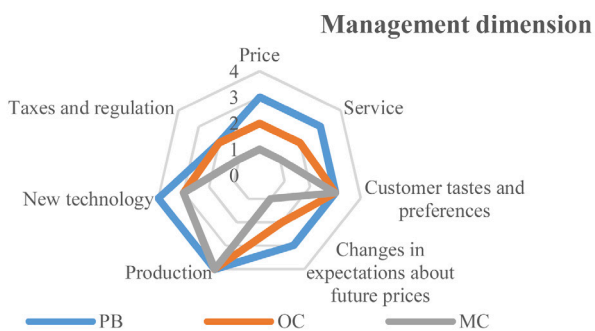 Management dimension
Price
4
3
2
1
0
Taxes and regulation
Service
New technology
Customer tastes and
preferences
Production
Changes in
expectations about
future prices
PB
OC
MC